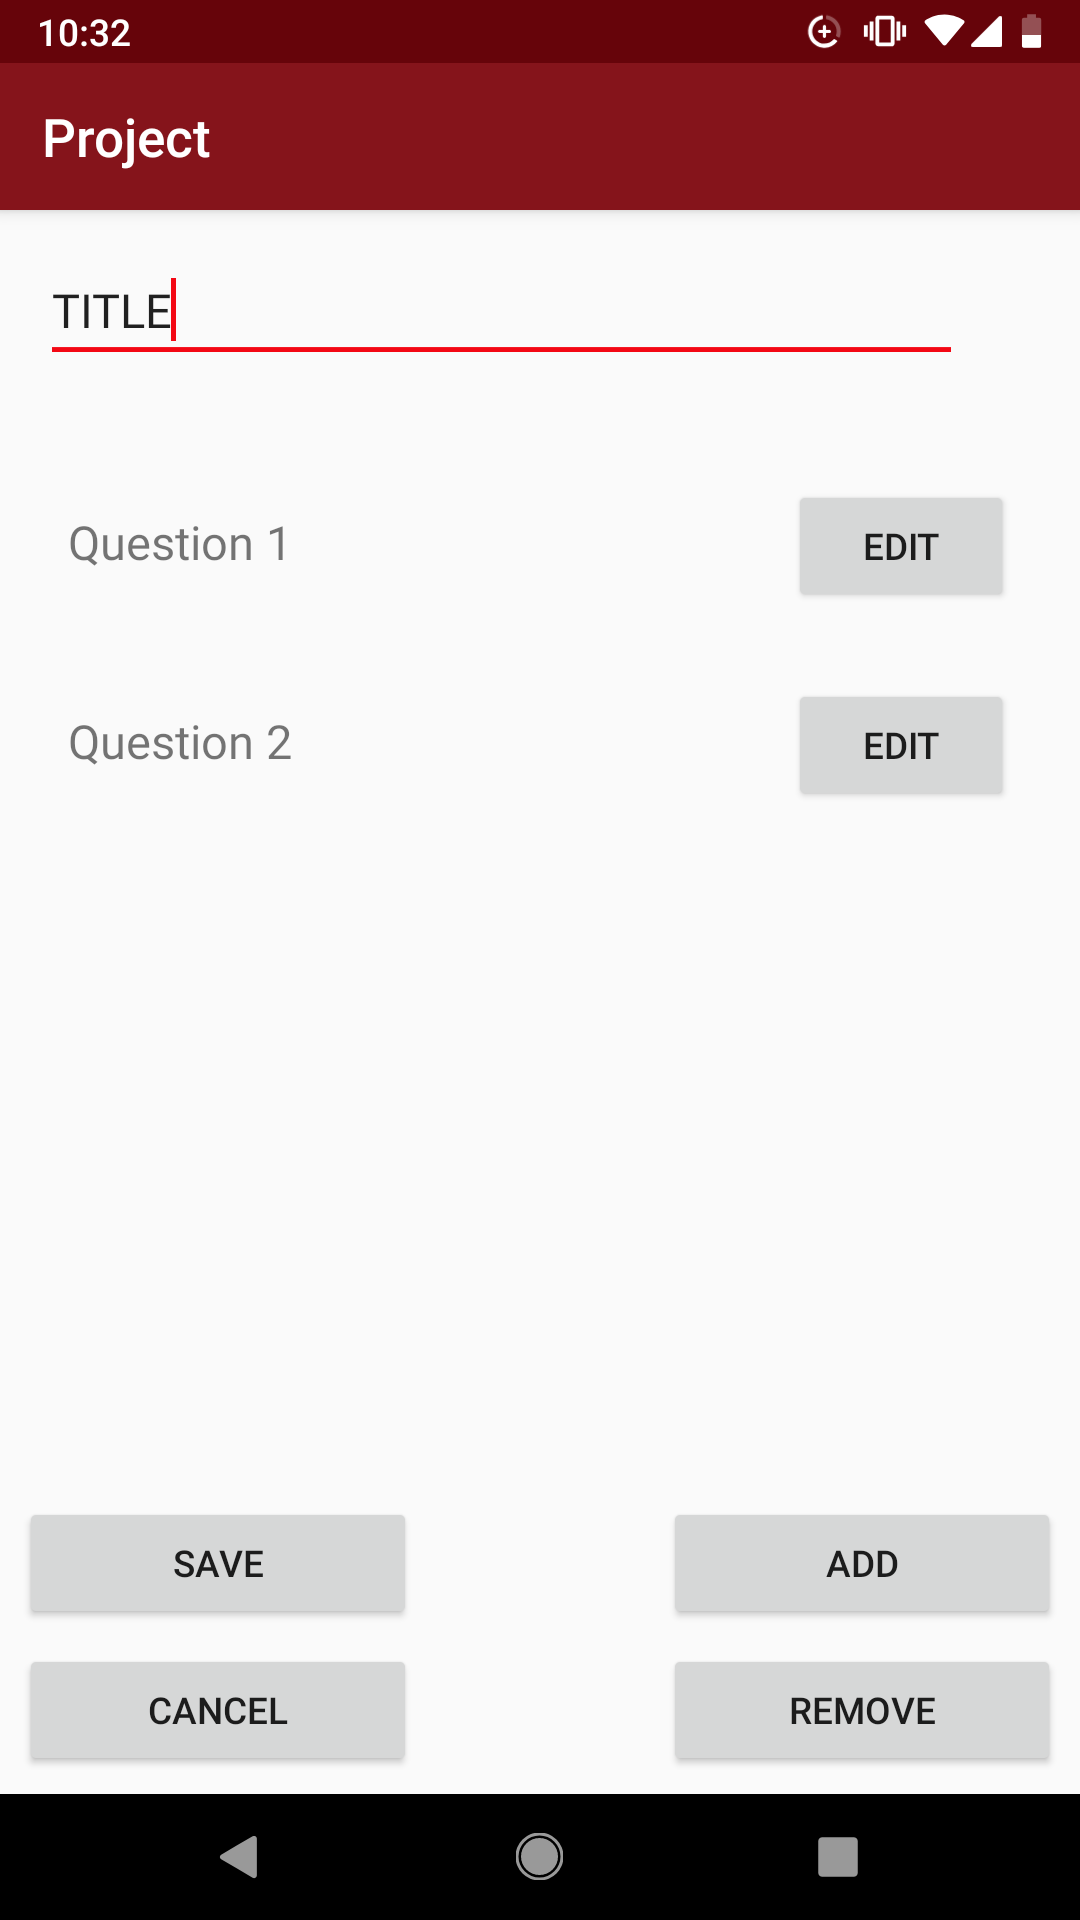 10:32
Project
TITLE
Question 1
EDIT
Question 2
EDIT
SAVE
ADD
CANCEL
REMOVE